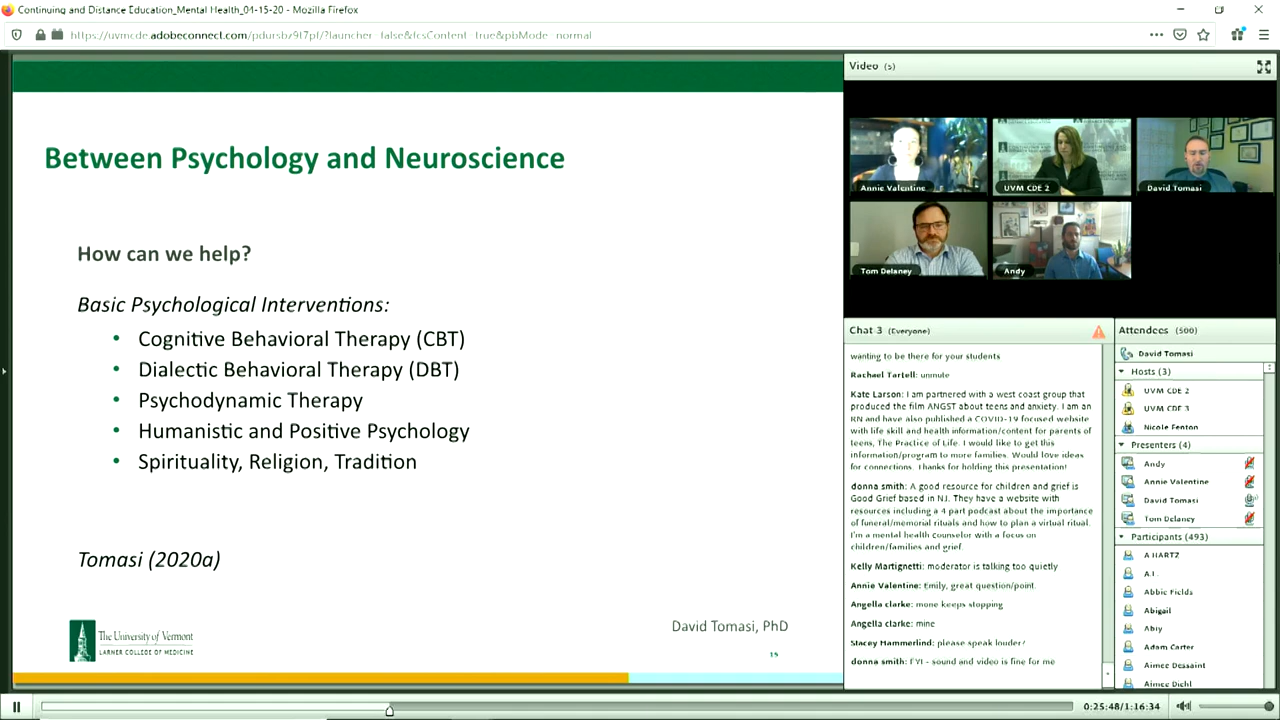 Continuing and Distance Education_Mental Health_04-15-20 - Mozilla Firefox
Between Psychology and Neuroscience
How can we help?
Basic Psychological Interventions:
• Cognitive Behavioral Therapy (CBT)
• Dialectic Behavioral Therapy (DBT)
• Psychodynamic Therapy
• Humanistic and Positive Psychology
• Spirituality, Religion, Tradition
Tomasi (2020a)
The University of Vermont
LARNER COLLEGE OF MEDICINE
David Tomasi, PhD
Video (5)
Annie Valentine
UVM CDE 2
David Tomasi
Tom Delaney
Andy
Chat 3 (Everyone)
wanting to be there for your students
Rachael Tartell: unmute
Kate Larson: I am partnered with a west coast group that
produced the film ANGST about teens and anxiety. I am an
RN and have also published a COVID-19 focused website
with life skill and health information/content for parents of
teens, The Practice of Life. I would like to get this
information/program to more families. Would love ideas
for connections. Thanks for holding this presentation!
donna smith: A good resource for children and grief is
Good Grief based in NJ. They have a website with
resources including a 4 part podcast about the importance
of funeral/memorial rituals and how to plan a virtual ritual.
I'm a mental health counselor with a focus on
children/families and grief
Kelly Martignetti: moderator is talking too quietly
Annie Valentine: Emily, great question/point.
Angella clarke: mone keeps stopping
Angella clarke: mine
Stacey Hammerlind: please speak louder?
donna smith: FYI - sound and video is fine for me
Attendees (500)
David Tomasi
Hosts (3)
UVM CDE 2
UVM CDE 3
Nicole Fenton
Presenters (4)
Andy
Annie Valentine
David Tomasi
Tom Delaney
Participants (493)
A HARTZ
A.L.
Abbie Fields
Abigail
Abiy
Adam Carter
Aimee Dessaint
Aimee Diehl
0:25:48/1:16:34